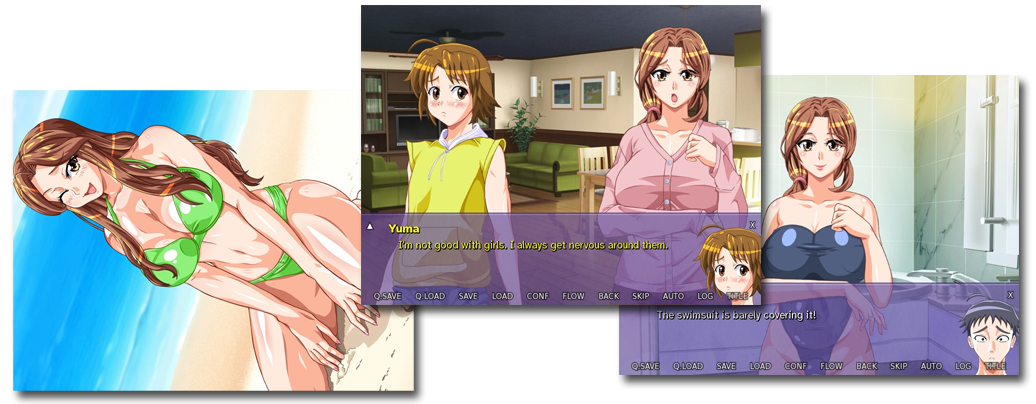 Yuma
I'm not good with girls. I always get nervous around them.
X
Q.SAVE Q.LOAD SAVE LOAD CONF FLOW BACK SKIP AUTO LOG TITLE
X
The swimsuit is barely covering it!
Q.SAVE Q.LOAD SAVE LOAD CONF FLOW BACK SKIP AUTO LOG TITLE